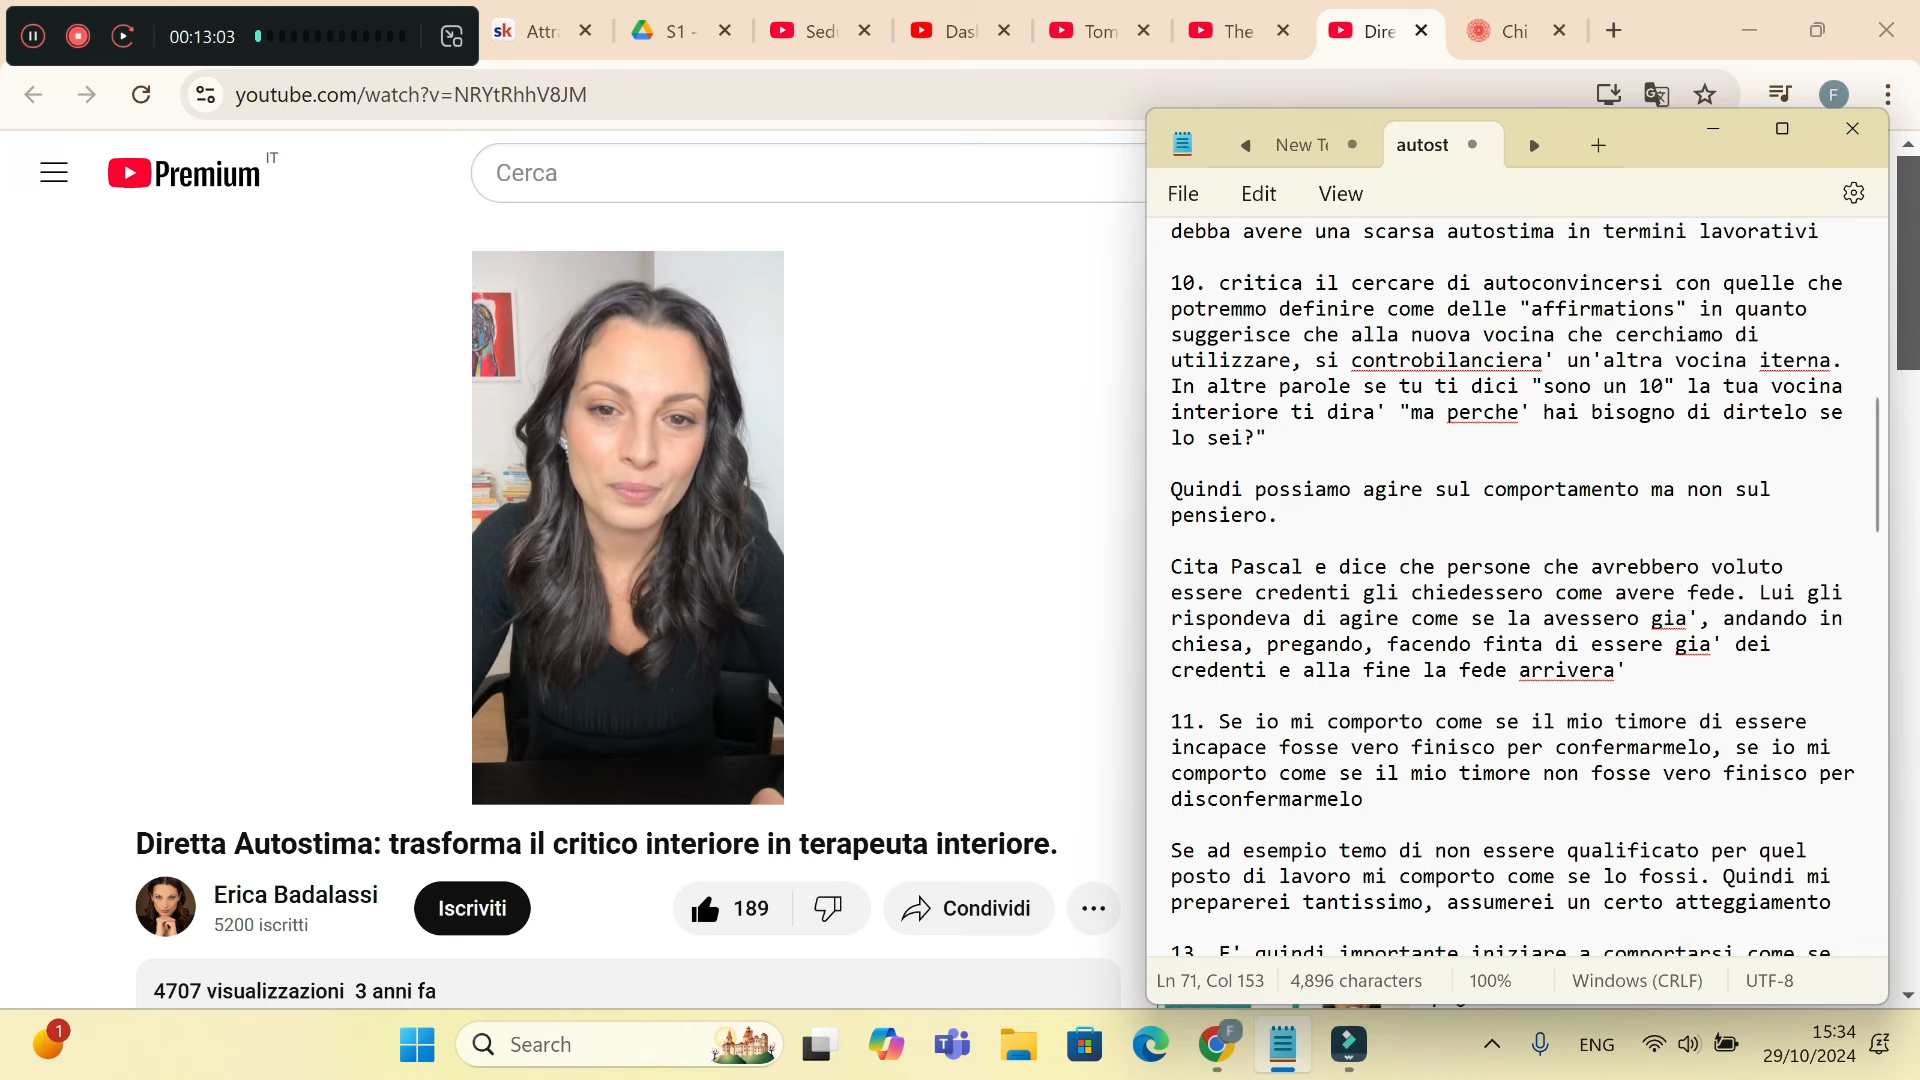 00:13:03
Attr
S1 -
Sedu
Das
Tom
The
Dire
Chi
youtube.com/watch?v=NRYtRhhV8JM
F
Premium IT
Cerca
New Te
autost
File Edit View
debba avere una scarsa autostima in termini lavorativi
10. critica il cercare di autoconvincersi con quelle che
potremmo definire come delle "affirmations" in quanto
suggerisce che alla nuova vocina che cerchiamo di
utilizzare, si controbilanciera' un'altra vocina iterna.
In altre parole se tu ti dici "sono un 10" la tua vocina
interiore ti dira' "ma perche' hai bisogno di dirtelo se
lo sei?"
Quindi possiamo agire sul comportamento ma non sul
pensiero.
Cita Pascal e dice che persone che avrebbero voluto
essere credenti gli chiedessero come avere fede. Lui gli
rispondeva di agire come se la avessero gia', andando in
chiesa, pregando, facendo finta di essere gia' dei
credenti e alla fine la fede arrivera'
11. Se io mi comporto come se il mio timore di essere
incapace fosse vero finisco per confermarmelo, se io mi
comporto come se il mio timore non fosse vero finisco per
disconfermarmelo
Se ad esempio temo di non essere qualificato per quel
posto di lavoro mi comporto come se lo fossi. Quindi mi
preparerei tantissimo, assumerei un certo atteggiamento
13. E' quindi importante iniziare a comportarsi come se
Ln 71, Col 153
4,896 characters
100%
Windows (CRLF)
UTF-8
Diretta Autostima: trasforma il critico interiore in terapeuta interiore.
Erica Badalassi
5200 iscritti
Iscriviti
189
Condividi
4707 visualizzazioni 3 anni fa
1
Search
F
ENG
15:34
29/10/2024